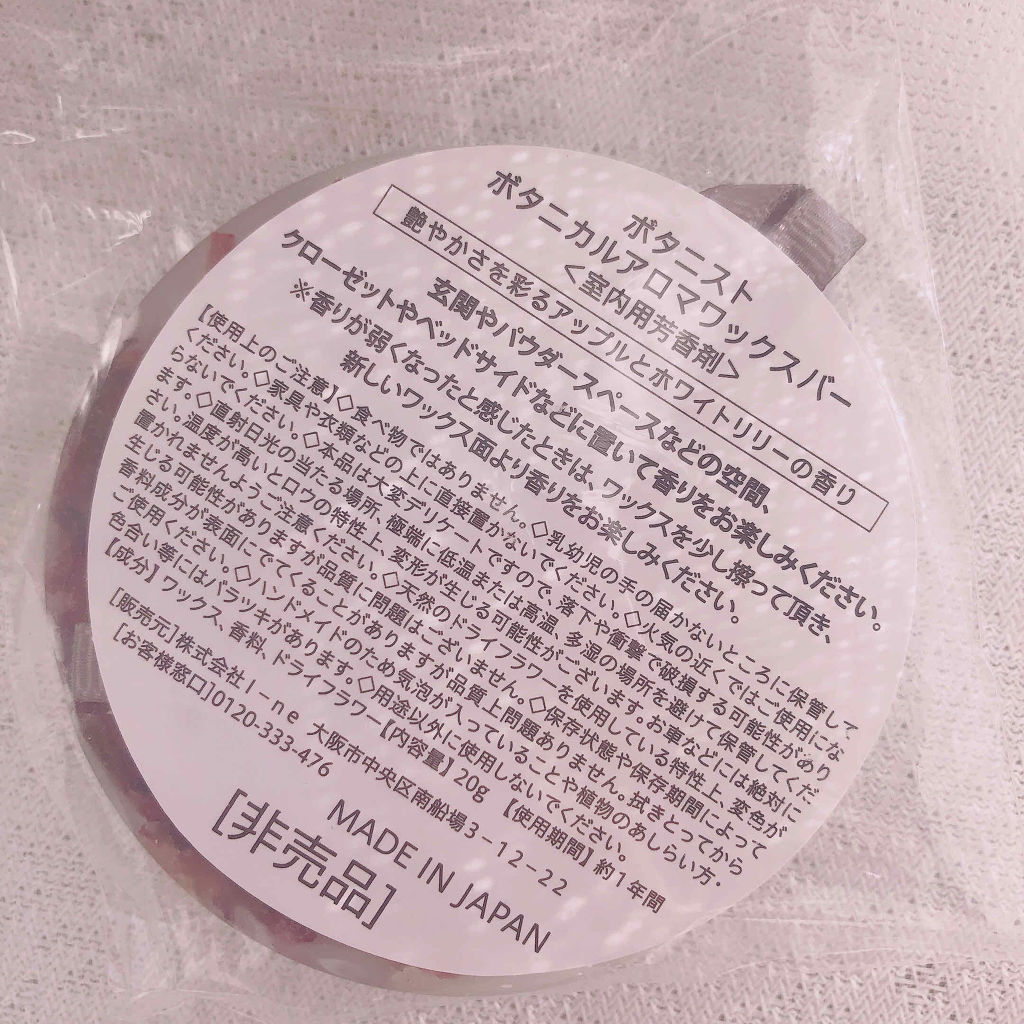 ボタニスト
ボタニカルアロマワックスバー
＜室内用芳香剤＞
艶やかさを彩るアップルとホワイトリリーの香り
玄関やパウダースペースなどの空間、
クローゼットやベッドサイドなどに置いて香りをお楽しみください。
※香りが弱くなったと感じたときは、ワックスを少し擦って頂き、
新しいワックス面より香りをお楽しみください。
【使用上のご注意】◇食べ物ではありません。◇乳幼児の手の届かないところに保管して
ください。◇家具や衣類などの上に直接置かないでください。◇火気の近くではご使用にな
らないでください。◇本品は大変デリケートですので、落下や衝撃で破損する可能性があり
ます。◇直射日光の当たる場所、極端に低温または高温、多湿の場所を避けて保管してくだ
さい。温度が高いとロウの特性上、変形が生じる可能性がございます。お車などには絶対に
置かれませんようご注意ください。◇天然のドライフラワーを使用している特性上、変色が
生じる可能性がありますが品質に問題はございません。◇保存状態や保存期間によって
香料成分が表面にでてくることがありますが品質上問題ありません。拭きとってから
ご使用ください。◇ハンドメイドのため気泡が入っていることや植物のあしらい方・
色合い等にはバラツキがあります。◇用途以外に使用しないでください。
【成分】ワックス、香料、ドライフラワー【内容量】20g 【使用期間】約1年間
[販売元]株式会社I-ne 大阪市中央区南船場3-12-22
[お客様窓口]0120-333-476
MADE IN JAPAN
[非売品]